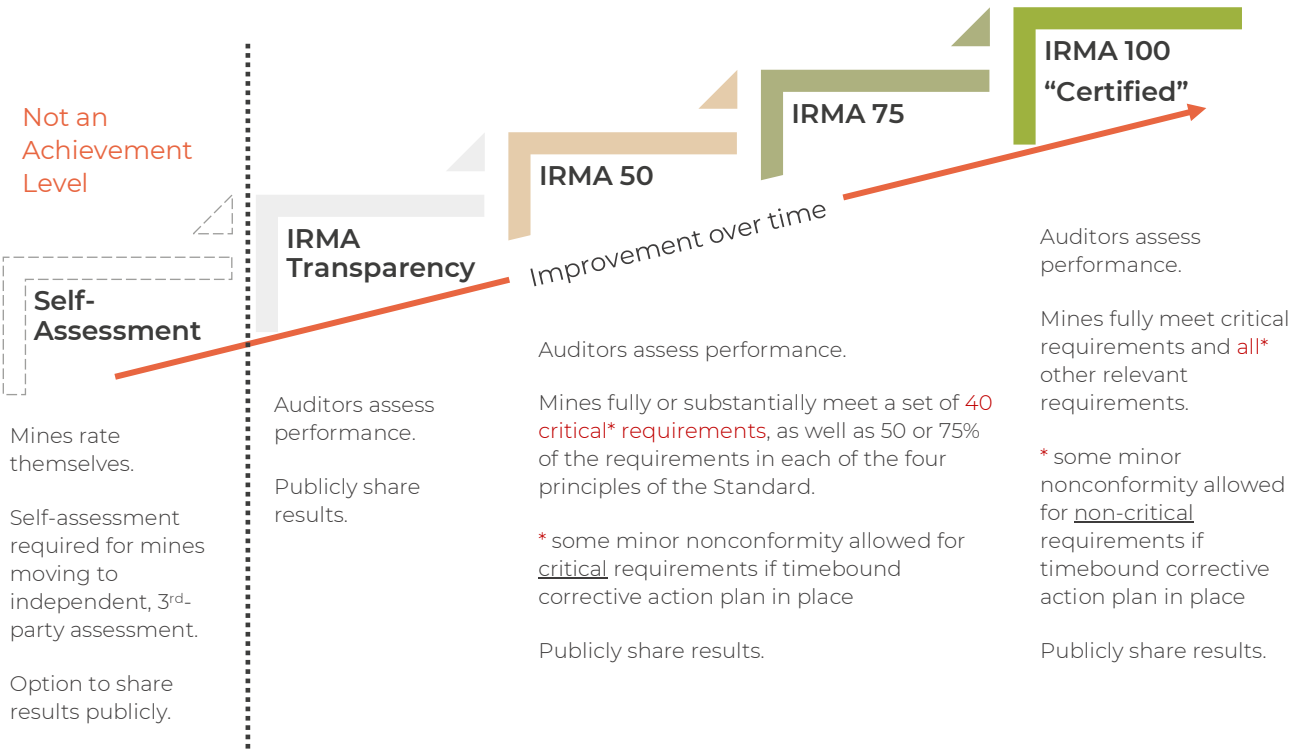 Not an
Achievement
Level
Self-
Assessment
Mines rate
themselves.
Self-assessment
required for mines
moving to
independent, 3rd-
party assessment.
Option to share
results publicly.
IRMA
Transparency
Auditors assess
performance.
Publicly share
results.
Improvement over time
IRMA 50
IRMA 75
Auditors assess performance.
Mines fully or substantially meet a set of 40
critical* requirements, as well as 50 or 75%
of the requirements in each of the four
principles of the Standard.
* some minor nonconformity allowed for
critical requirements if timebound
corrective action plan in place
Publicly share results.
IRMA 100
“Certified”
Auditors assess
performance.
Mines fully meet critical
requirements and all*
other relevant
requirements.
* some minor
nonconformity allowed
for non-critical
requirements if
timebound corrective
action plan in place
Publicly share results.